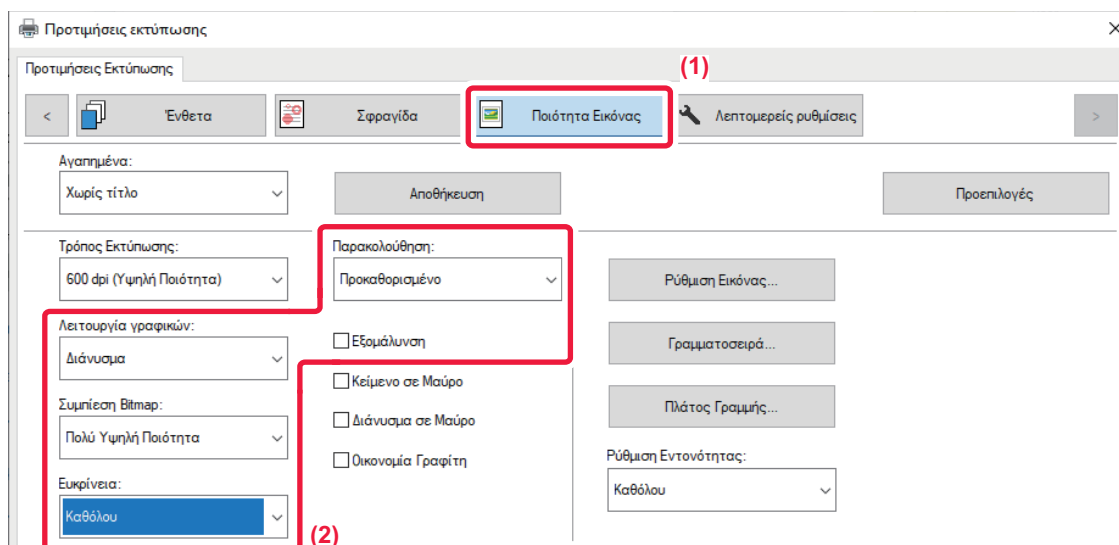 Προτιμήσεις εκτύπωσης
Προτιμήσεις Εκτύπωσης
(1)
< Ένθετα Σφραγίδα Ποιότητα Εικόνας Λεπτομερείς ρυθμίσεις >
Αγαπημένα:
Χωρίς τίτλο Αποθήκευση Προεπιλογές
Τρόπος Εκτύπωσης: Παρακολούθηση:
600 dpi (Υψηλή Ποιότητα) Προκαθορισμένο Ρύθμιση Εικόνας...
Λειτουργία γραφικών:
Διάνυσμα Εξομάλυνση Γραμματοσειρά...
Κείμενο σε Μαύρο
Συμπίεση Bitmap: Διάνυσμα σε Μαύρο Πλάτος Γραμμής...
Πολύ Υψηλή Ποιότητα
Οικονομία Γραφίτη Ρύθμιση Εντονότητας:
Ευκρίνεια:
Καθόλου Καθόλου
(2)